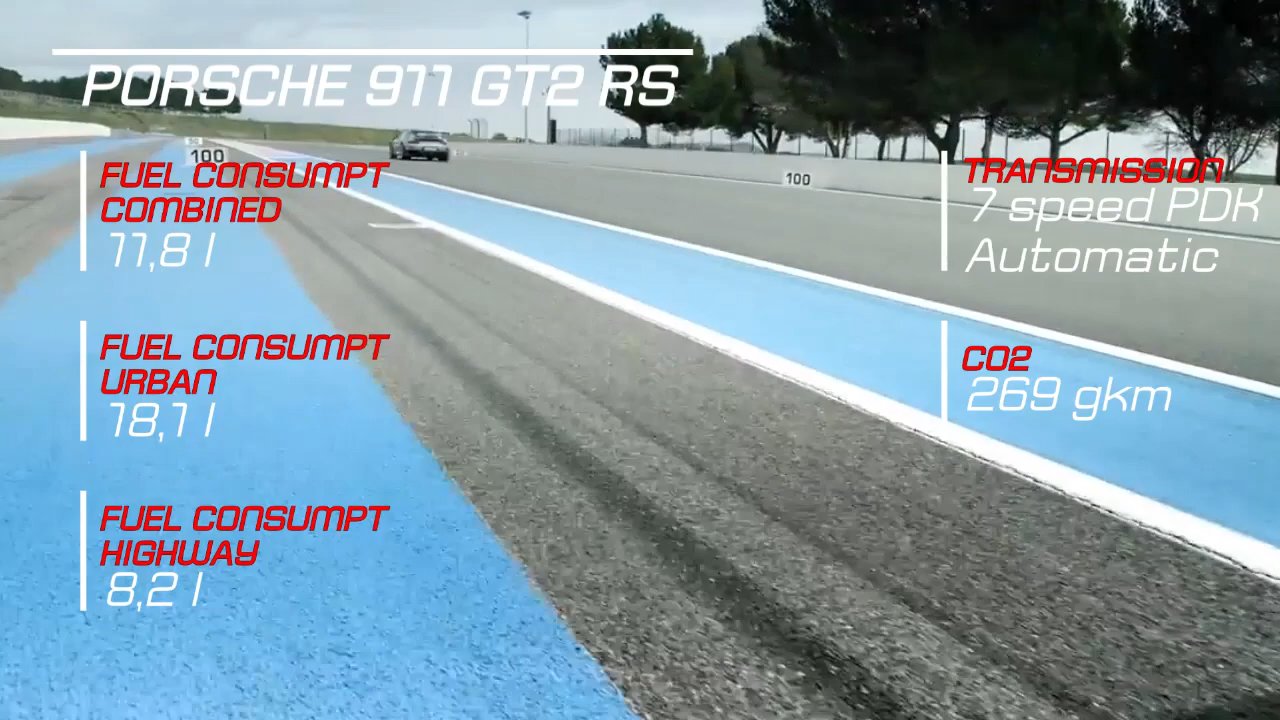 PORSCHE 911 GT2 RS
100
100
FUEL CONSUMPT
COMBINED
11,8 l
TRANSMISSION
7 speed PDK
Automatic
FUEL CONSUMPT
URBAN
18,1 l
CO2
269 gkm
FUEL CONSUMPT
HIGHWAY
8,2 l